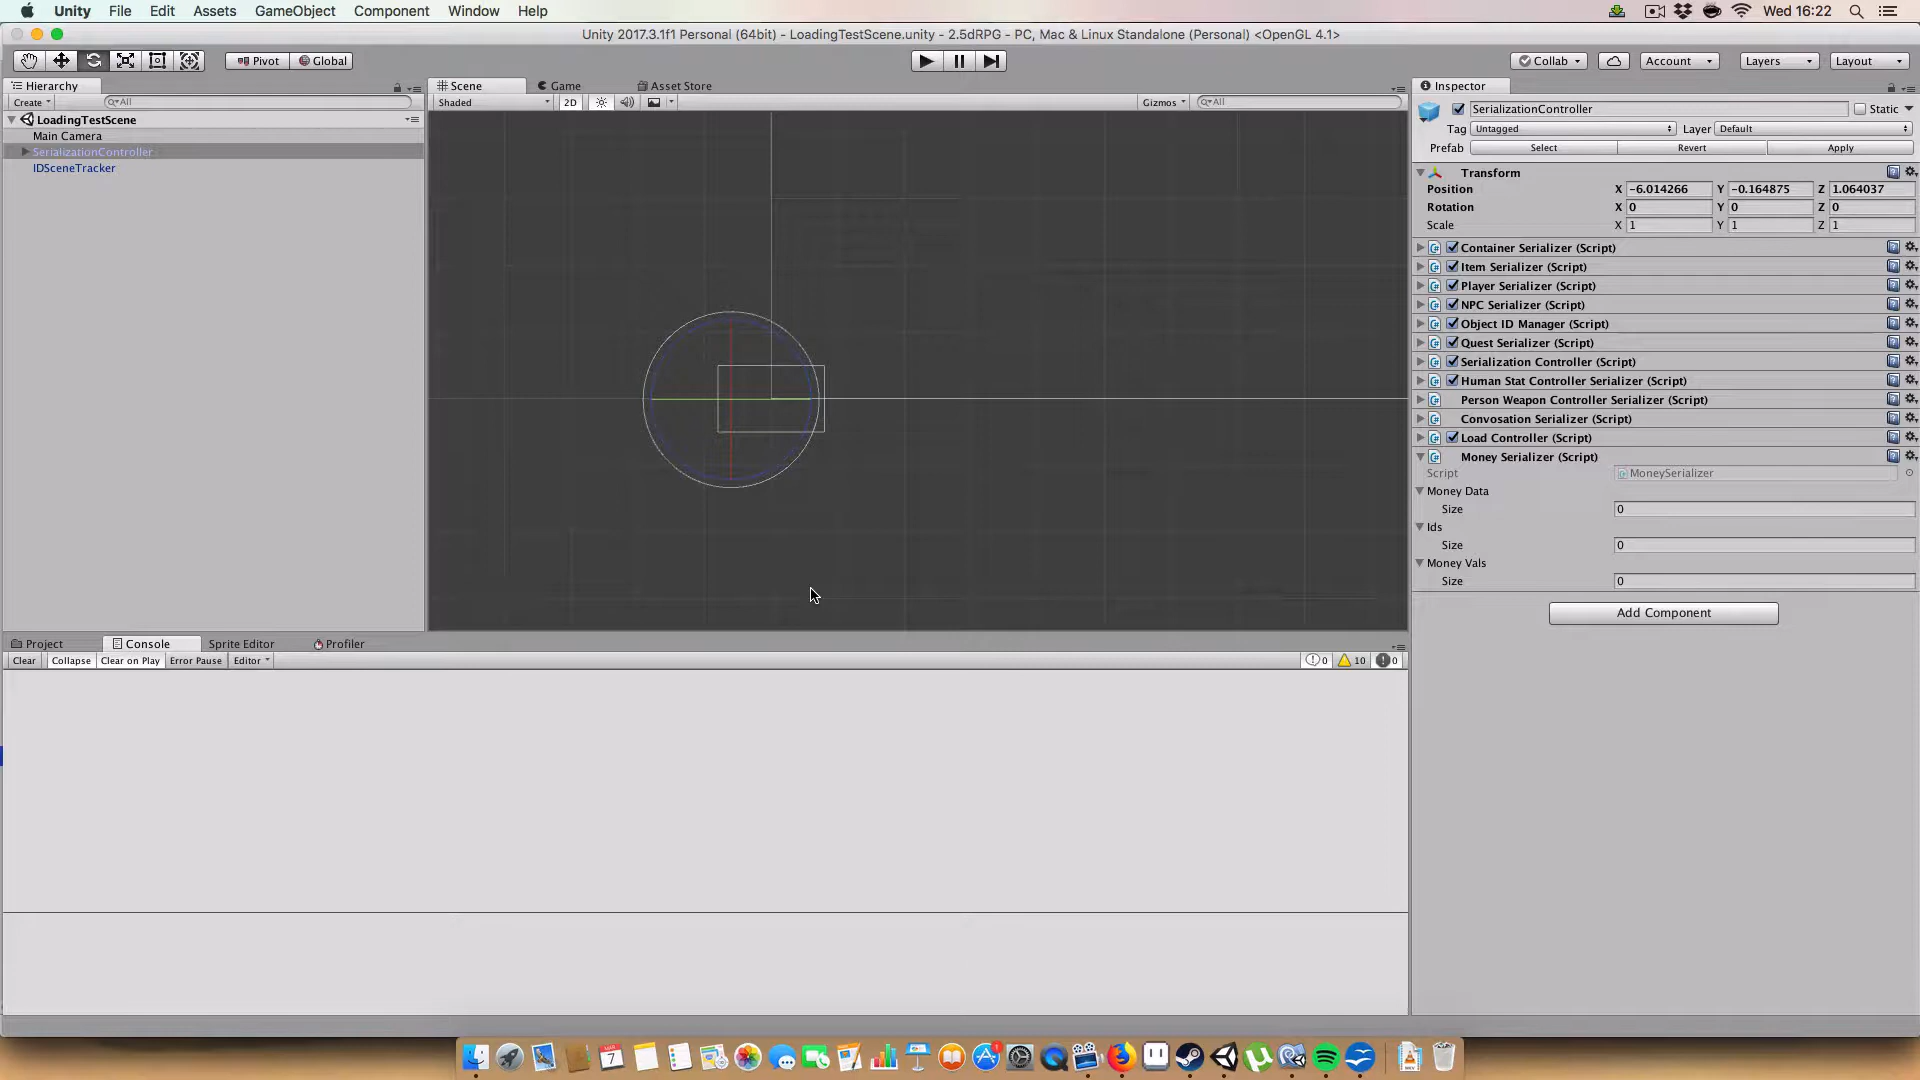 Unity File Edit Assets GameObject Component Window Help Wed 16:22
Unity 2017.3.1f1 Personal (64bit) - LoadingTestScene.unity - 2.5dRPG - PC, Mac & Linux Standalone (Personal) <OpenGL 4.1>
Pivot Global Collab Account Layers Layout
Hierarchy Scene Game Asset Store Inspector
Create All Shaded 2D Gizmos All
LoadingTestScene
Main Camera
SerializationController
IDSceneTracker
SerializationController Static
Tag Untagged Layer Default
Prefab Select Revert Apply
Transform
Position X -6.014266 Y -0.164875 Z 1.064037
Rotation X 0 Y 0 Z 0
Scale X 1 Y 1 Z 1
Container Serializer (Script)
Item Serializer (Script)
Player Serializer (Script)
NPC Serializer (Script)
Object ID Manager (Script)
Quest Serializer (Script)
Serialization Controller (Script)
Human Stat Controller Serializer (Script)
Person Weapon Controller Serializer (Script)
Convosation Serializer (Script)
Load Controller (Script)
Money Serializer (Script)
Script MoneySerializer
Money Data
Size 0
Ids
Size 0
Money Vals
Size 0
Add Component
Project Console Sprite Editor Profiler
Clear Collapse Clear on Play Error Pause Editor 0 10 0
7